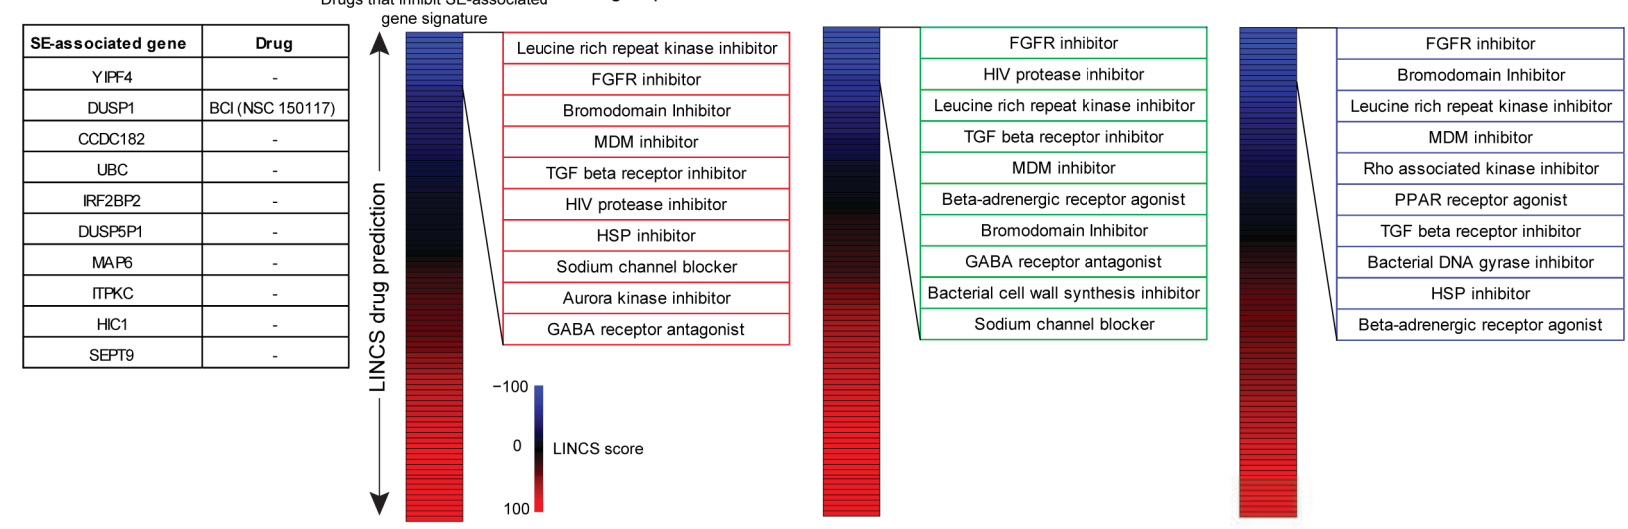 Drugs that inhibit SE-associated
gene signature
SE-associated gene Drug
YIPF4 -
DUSP1 BCI (NSC 150117)
CCDC182 -
UBC -
IRF2BP2 -
DUSP5P1 -
MAP6 -
ITPKC -
HIC1 -
SEPT9 -
LINCS drug prediction
Leucine rich repeat kinase inhibitor
FGFR inhibitor
Bromodomain Inhibitor
MDM inhibitor
TGF beta receptor inhibitor
HIV protease inhibitor
HSP inhibitor
Sodium channel blocker
Aurora kinase inhibitor
GABA receptor antagonist
−100
0
100
LINCS score
FGFR inhibitor
HIV protease inhibitor
Leucine rich repeat kinase inhibitor
TGF beta receptor inhibitor
MDM inhibitor
Beta-adrenergic receptor agonist
Bromodomain Inhibitor
GABA receptor antagonist
Bacterial cell wall synthesis inhibitor
Sodium channel blocker
FGFR inhibitor
Bromodomain Inhibitor
Leucine rich repeat kinase inhibitor
MDM inhibitor
Rho associated kinase inhibitor
PPAR receptor agonist
TGF beta receptor inhibitor
Bacterial DNA gyrase inhibitor
HSP inhibitor
Beta-adrenergic receptor agonist